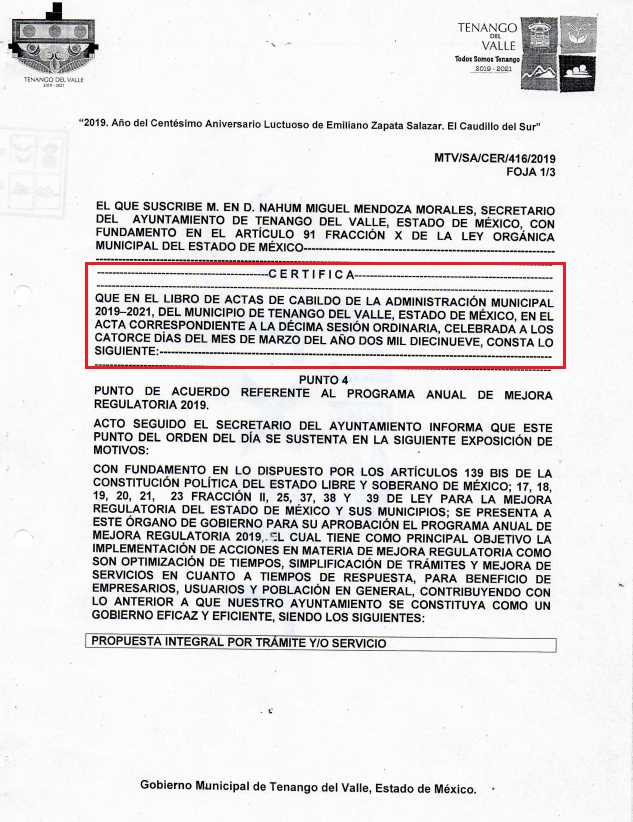 TENANGO DEL VALLE
2019 - 2021
TENANGO
DEL
VALLE
Todos Somos Tenango
2019 - 2021
"2019. Año del Centésimo Aniversario Luctuoso de Emiliano Zapata Salazar. El Caudillo del Sur"
MTV/SA/CER/416/2019
FOJA 1/3
EL QUE SUSCRIBE M. EN D. NAHUM MIGUEL MENDOZA MORALES, SECRETARIO
DEL AYUNTAMIENTO DE TENANGO DEL VALLE, ESTADO DE MÉXICO, CON
FUNDAMENTO EN EL ARTÍCULO 91 FRACCIÓN X DE LA LEY ORGÁNICA
MUNICIPAL DEL ESTADO DE MÉXICO------------------------------------------------------
--------------------------------------------------------------------------------------------------
-------------------------------------C E R T I F I C A-------------------------------------------
--------------------------------------------------------------------------------------------------
QUE EN EL LIBRO DE ACTAS DE CABILDO DE LA ADMINISTRACIÓN MUNICIPAL
2019–2021, DEL MUNICIPIO DE TENANGO DEL VALLE, ESTADO DE MÉXICO, EN EL
ACTA CORRESPONDIENTE A LA DÉCIMA SESIÓN ORDINARIA, CELEBRADA A LOS
CATORCE DÍAS DEL MES DE MARZO DEL AÑO DOS MIL DIECINUEVE, CONSTA LO
SIGUIENTE:-------------------------------------------------------------------------------------
--------------------------------------------------------------------------------------------------
PUNTO 4
PUNTO DE ACUERDO REFERENTE AL PROGRAMA ANUAL DE MEJORA
REGULATORIA 2019.
ACTO SEGUIDO EL SECRETARIO DEL AYUNTAMIENTO INFORMA QUE ESTE
PUNTO DEL ORDEN DEL DÍA SE SUSTENTA EN LA SIGUIENTE EXPOSICIÓN DE
MOTIVOS:
CON FUNDAMENTO EN LO DISPUESTO POR LOS ARTÍCULOS 139 BIS DE LA
CONSTITUCIÓN POLÍTICA DEL ESTADO LIBRE Y SOBERANO DE MÉXICO; 17, 18,
19, 20, 21, 23 FRACCIÓN II, 25, 37, 38 Y 39 DE LEY PARA LA MEJORA
REGULATORIA DEL ESTADO DE MÉXICO Y SUS MUNICIPIOS; SE PRESENTA A
ESTE ÓRGANO DE GOBIERNO PARA SU APROBACIÓN EL PROGRAMA ANUAL DE
MEJORA REGULATORIA 2019, EL CUAL TIENE COMO PRINCIPAL OBJETIVO LA
IMPLEMENTACIÓN DE ACCIONES EN MATERIA DE MEJORA REGULATORIA COMO
SON OPTIMIZACIÓN DE TIEMPOS, SIMPLIFICACIÓN DE TRÁMITES Y MEJORA DE
SERVICIOS EN CUANTO A TIEMPOS DE RESPUESTA, PARA BENEFICIO DE
EMPRESARIOS, USUARIOS Y POBLACIÓN EN GENERAL, CONTRIBUYENDO CON
LO ANTERIOR A QUE NUESTRO AYUNTAMIENTO SE CONSTITUYA COMO UN
GOBIERNO EFICAZ Y EFICIENTE, SIENDO LOS SIGUIENTES:
PROPUESTA INTEGRAL POR TRÁMITE Y/O SERVICIO
Gobierno Municipal de Tenango del Valle, Estado de México.